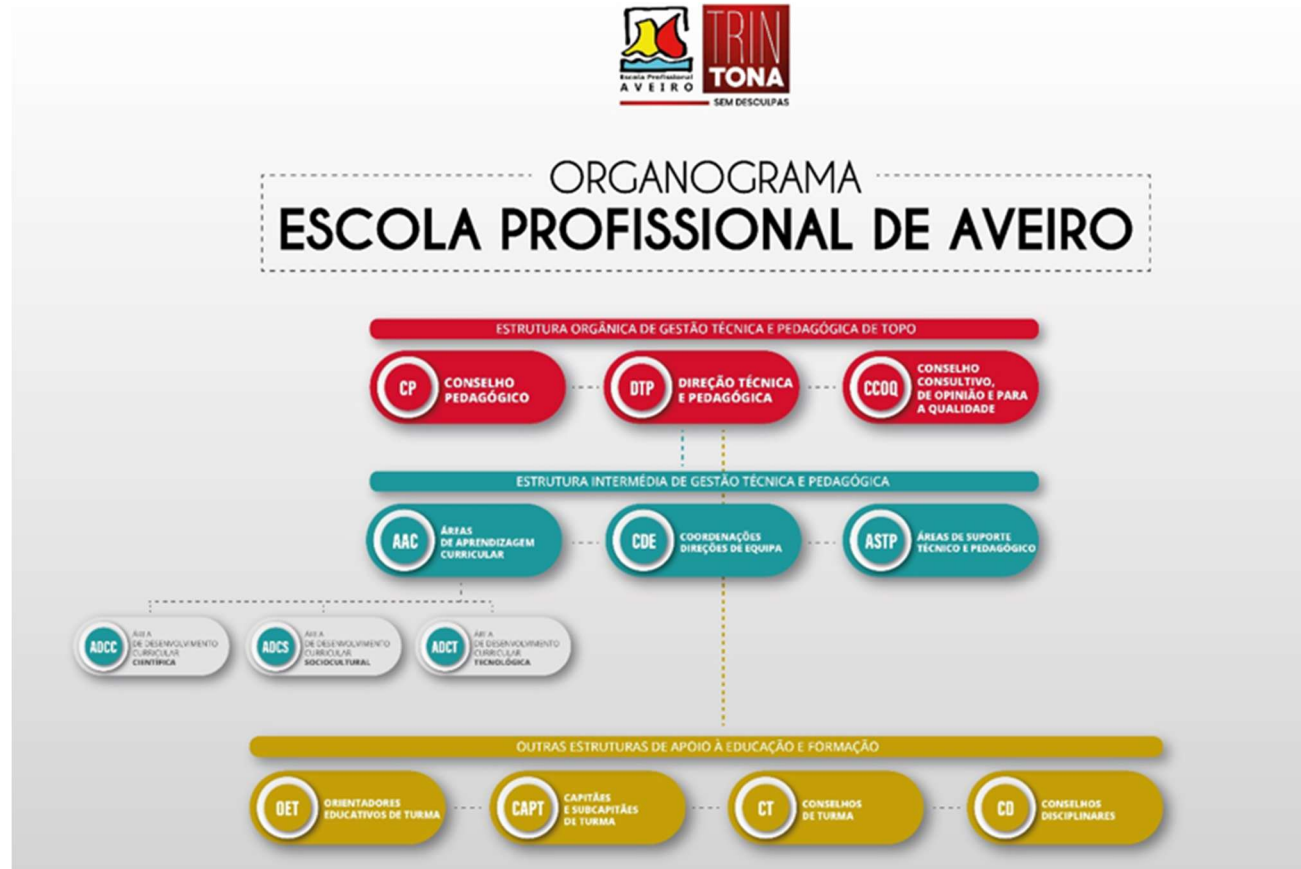 Escola Profissional
AVEIRO
TRIN
TONA
SEM DESCULPAS
ORGANOGRAMA
ESCOLA PROFISSIONAL DE AVEIRO
ESTRUTURA ORGÂNICA DE GESTÃO TÉCNICA E PEDAGÓGICA DE TOPO
CP
CONSELHO
PEDAGÓGICO
DTP
DIREÇÃO TÉCNICA
E PEDAGÓGICA
CCOQ
CONSELHO
CONSULTIVO,
DE OPINIÃO E PARA
A QUALIDADE
ESTRUTURA INTERMÉDIA DE GESTÃO TÉCNICA E PEDAGÓGICA
AAC
ÁREAS
DE APRENDIZAGEM
CURRICULAR
CDE
COORDENAÇÕES
DIREÇÕES DE EQUIPA
ASTP
ÁREAS DE SUPORTE
TÉCNICO E PEDAGÓGICO
ADCC
ÁREA
DE DESENVOLVIMENTO
CURRICULAR
CIENTÍFICA
ADCS
ÁREA
DE DESENVOLVIMENTO
CURRICULAR
SOCIOCULTURAL
ADCT
ÁREA
DE DESENVOLVIMENTO
CURRICULAR
TECNOLÓGICA
OUTRAS ESTRUTURAS DE APOIO À EDUCAÇÃO E FORMAÇÃO
OET
ORIENTADORES
EDUCATIVOS DE TURMA
CAPT
CAPITÃES
E SUBCAPITÃES
DE TURMA
CT
CONSELHOS
DE TURMA
CD
CONSELHOS
DISCIPLINARES